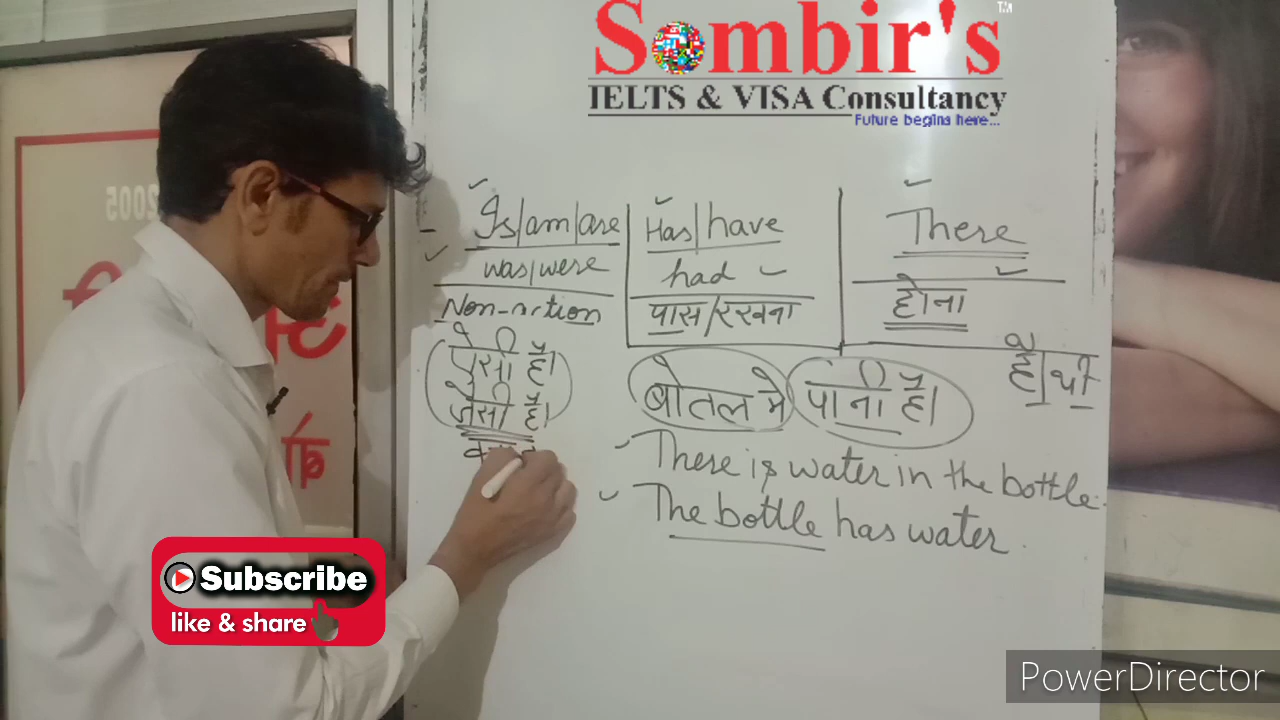 Sombir's
IELTS & VISA Consultancy
Future begins here...
2005
Is/am/are
Has/have
There
was/were
had
होना
Non-action
पास/रखना
ऐसी है।
जैसी है।
है/थी
बोतल मे पानी है।
There is water in the bottle.
The bottle has water.
Subscribe
like & share
PowerDirector